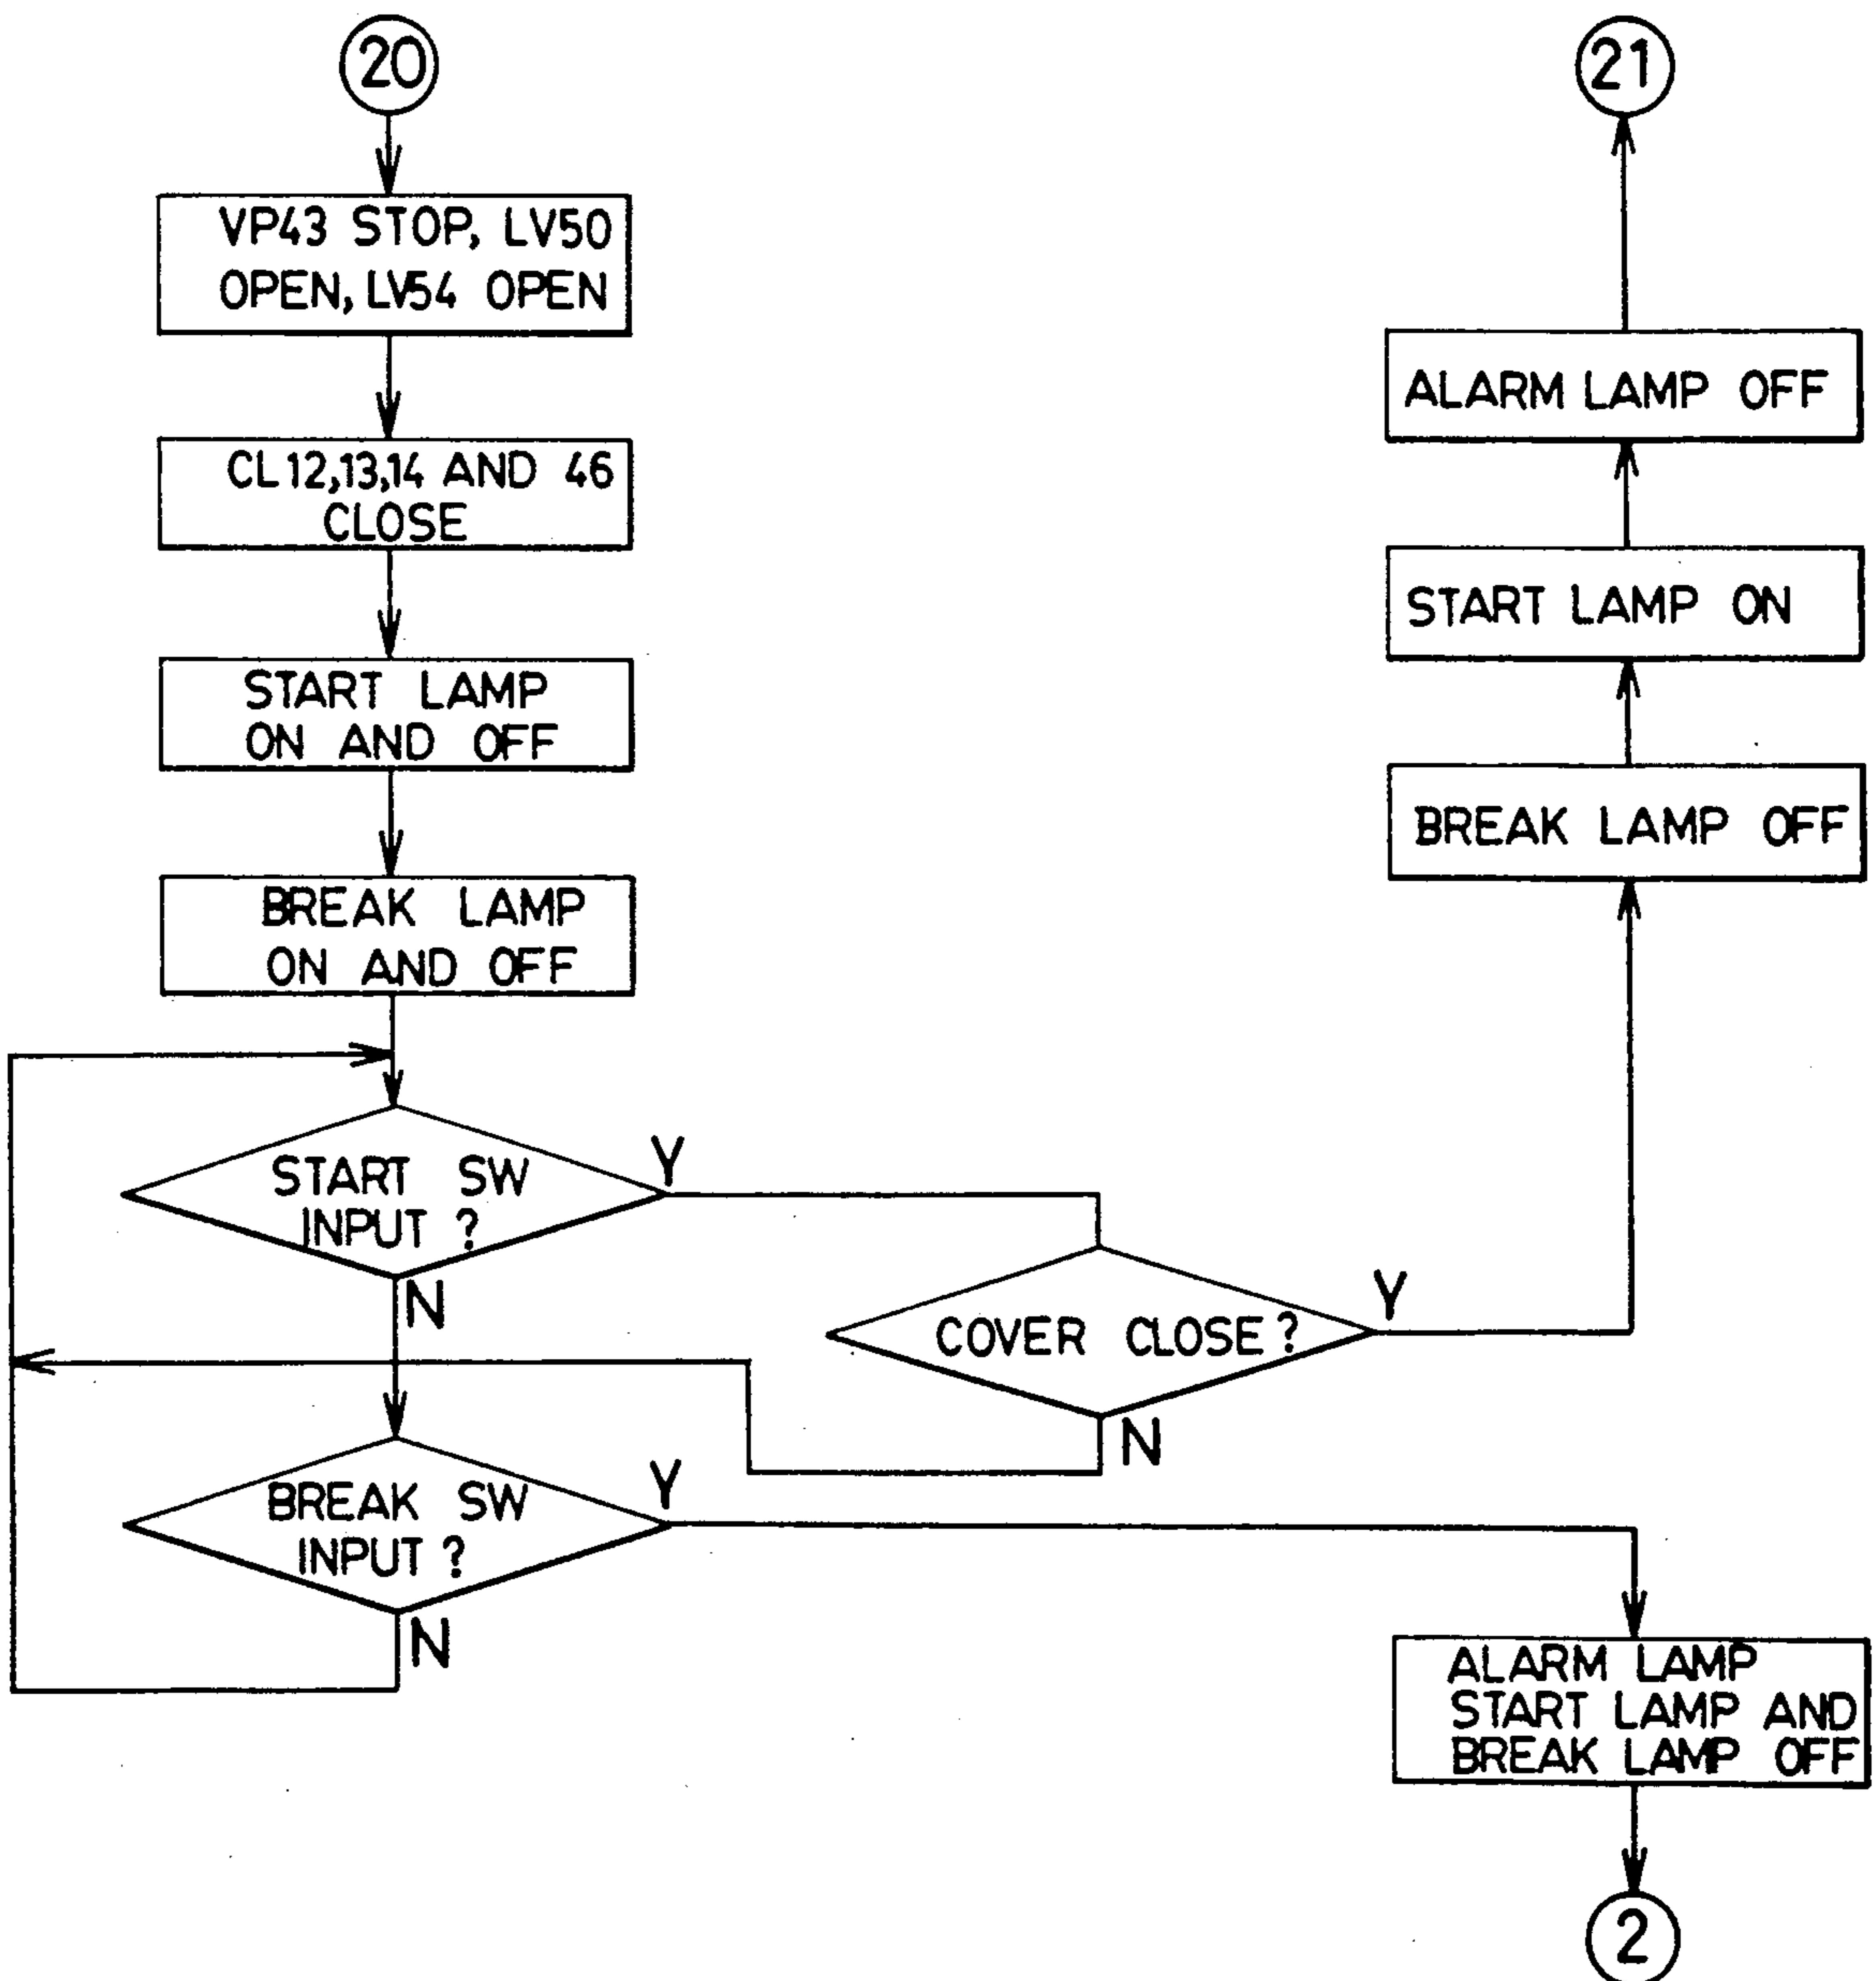 20
VP43 STOP, LV50
OPEN, LV54 OPEN
CL12,13,14 AND 46
CLOSE
START LAMP
ON AND OFF
BREAK LAMP
ON AND OFF
START SW
INPUT ?
Y
N
COVER CLOSE ?
Y
N
BREAK SW
INPUT ?
Y
N
21
ALARM LAMP OFF
START LAMP ON
BREAK LAMP OFF
ALARM LAMP
START LAMP AND
BREAK LAMP OFF
2